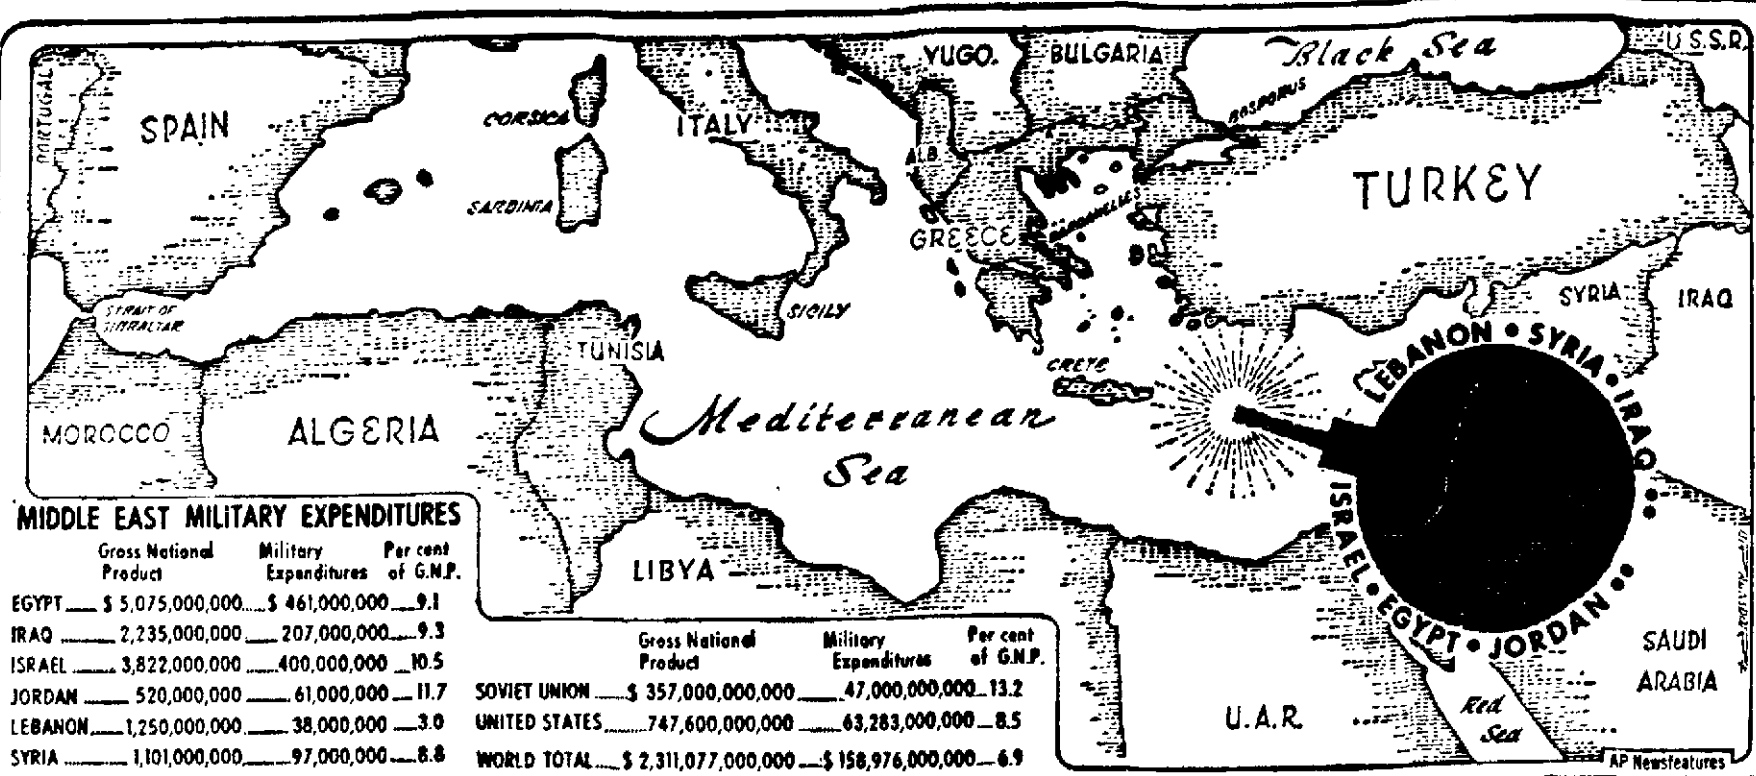 PORTUGAL
SPAIN
CORSICA
SARDINIA
ITALY
SICILY
YUGO.
BULGARIA
ALB.
GREECE
DARDANELLES
BOSPORUS
Black Sea
U.S.S.R.
TURKEY
SYRIA
IRAQ
CRETE
STRAIT OF
GIBRALTAR
MOROCCO
ALGERIA
TUNISIA
Mediterranean
Sea
LIBYA
U.A.R.
Red
Sea
SAUDI
ARABIA
LEBANON • SYRIA • IRAQ ••
ISRAEL • EGYPT • JORDAN ••
MIDDLE EAST MILITARY EXPENDITURES
Gross National Military Per cent
Product Expenditures of G.N.P.
EGYPT $ 5,075,000,000 $ 461,000,000 9.1
IRAQ 2,235,000,000 207,000,000 9.3
ISRAEL 3,822,000,000 400,000,000 10.5
JORDAN 520,000,000 61,000,000 11.7
LEBANON 1,250,000,000 38,000,000 3.0
SYRIA 1,101,000,000 97,000,000 8.8
Gross National Military Per cent
Product Expenditures of G.N.P.
SOVIET UNION $ 357,000,000,000 47,000,000,000 13.2
UNITED STATES 747,600,000,000 63,283,000,000 8.5
WORLD TOTAL $ 2,311,077,000,000 $ 158,976,000,000 6.9
AP Newsfeatures